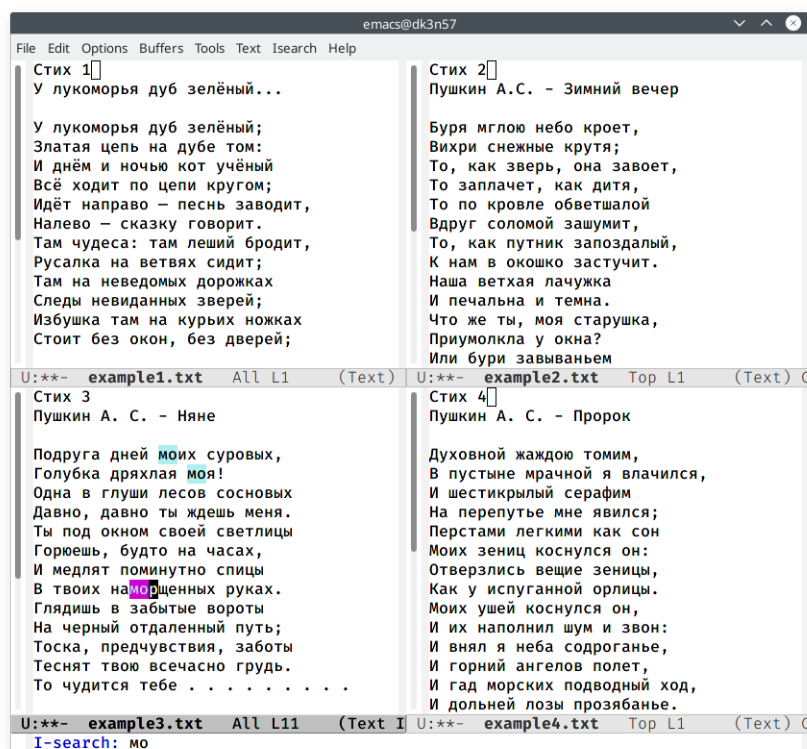 emacs@dk3n57
File Edit Options Buffers Tools Text Isearch Help
Стих 1
У лукоморья дуб зелёный...
У лукоморья дуб зелёный;
Златая цепь на дубе том:
И днём и ночью кот учёный
Всё ходит по цепи кругом;
Идёт направо — песнь заводит,
Налево — сказку говорит.
Там чудеса: там леший бродит,
Русалка на ветвях сидит;
Там на неведомых дорожках
Следы невиданных зверей;
Избушка там на курьих ножках
Стоит без окон, без дверей;
U:**- example1.txt All L1 (Text)
Стих 2
Пушкин А.С. - Зимний вечер
Буря мглою небо кроет,
Вихри снежные крутя;
То, как зверь, она завоет,
То заплачет, как дитя,
То по кровле обветшалой
Вдруг соломой зашумит,
То, как путник запоздалый,
К нам в окошко застучит.
Наша ветхая лачужка
И печальна и темна.
Что же ты, моя старушка,
Приумолкла у окна?
Или бури завываньем
U:**- example2.txt Top L1 (Text)
Стих 3
Пушкин А. С. - Няне
Подруга дней моих суровых,
Голубка дряхлая моя!
Одна в глуши лесов сосновых
Давно, давно ты ждешь меня.
Ты под окном своей светлицы
Горюешь, будто на часах,
И медлят поминутно спицы
В твоих наморщенных руках.
Глядишь в забытые вороты
На черный отдаленный путь;
Тоска, предчувствия, заботы
Теснят твою всечасно грудь.
То чудится тебе . . . . . . . . .
U:**- example3.txt All L11 (Text I
Стих 4
Пушкин А. С. - Пророк
Духовной жаждою томим,
В пустыне мрачной я влачился,
И шестикрылый серафим
На перепутье мне явился;
Перстами легкими как сон
Моих зениц коснулся он:
Отверзлись вещие зеницы,
Как у испуганной орлицы.
Моих ушей коснулся он,
И их наполнил шум и звон:
И внял я неба содроганье,
И горний ангелов полет,
И гад морских подводный ход,
И дольней лозы прозябанье.
U:**- example4.txt Top L1 (Text)
I-search: мо